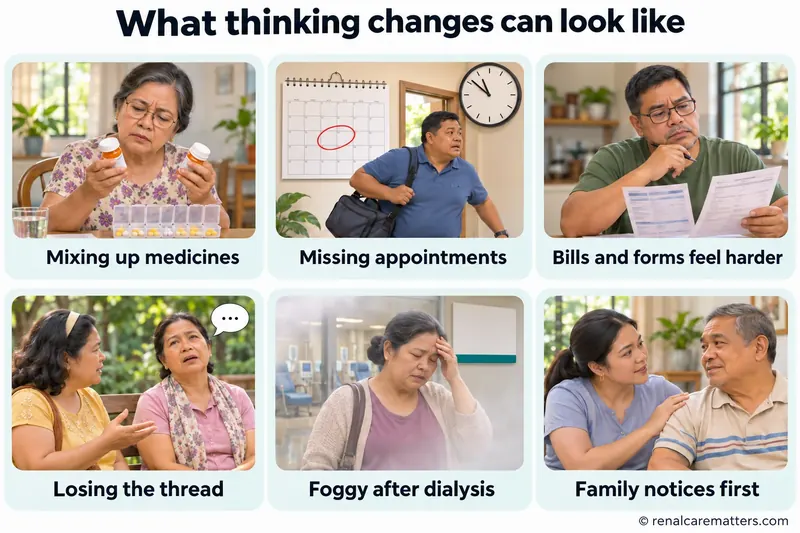 What thinking changes can look like
Mixing up medicines
Missing appointments
Bills and forms feel harder
Losing the thread
Foggy after dialysis
Family notices first
© renalcarematters.com